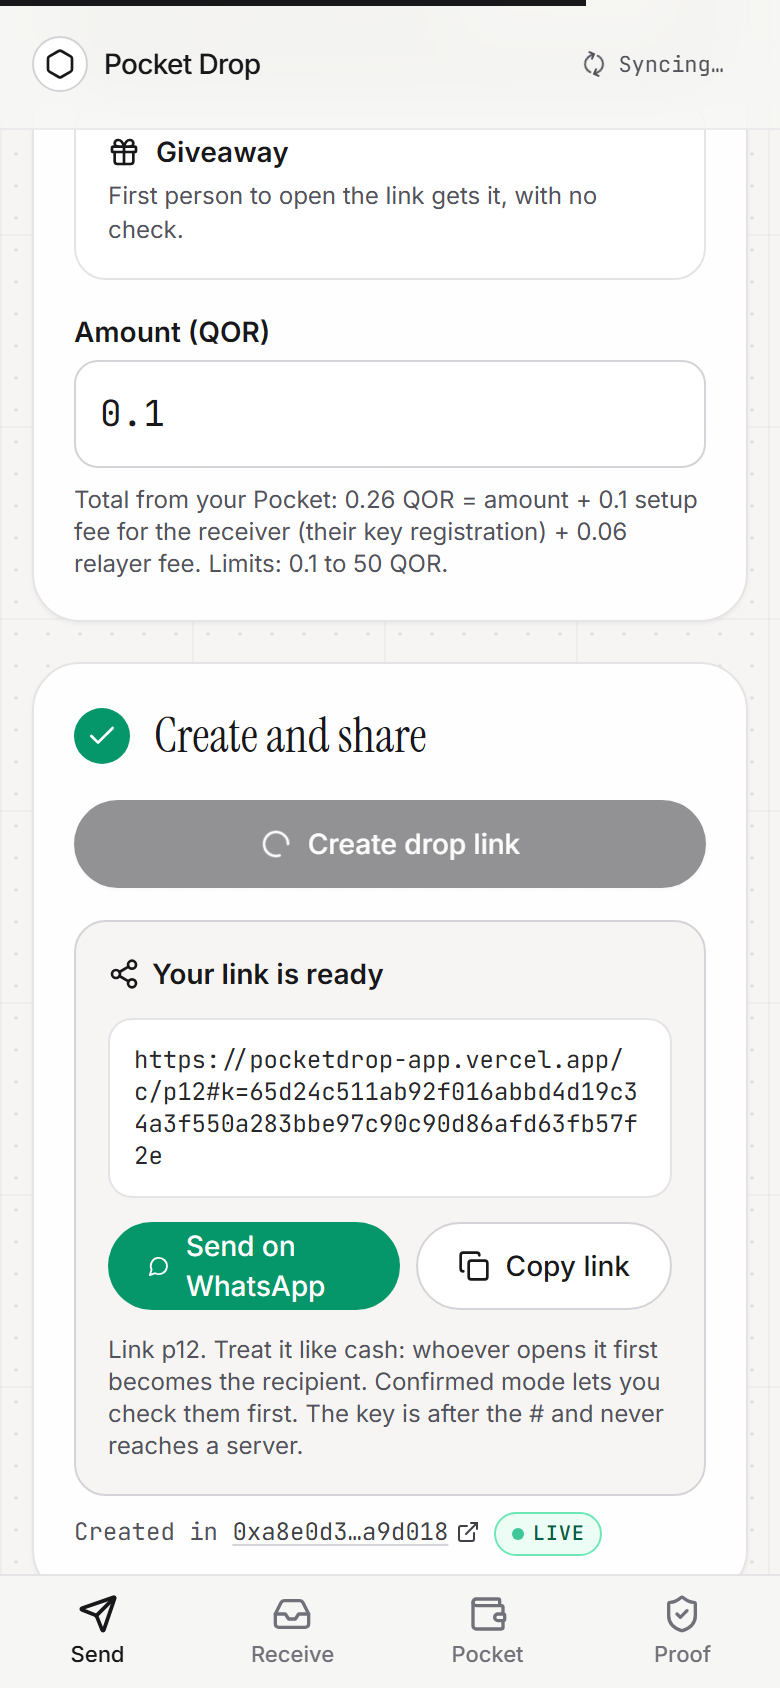 Pocket Drop
Syncing…
Giveaway
First person to open the link gets it, with no
check.
Amount (QOR)
0.1
Total from your Pocket: 0.26 QOR = amount + 0.1 setup
fee for the receiver (their key registration) + 0.06
relayer fee. Limits: 0.1 to 50 QOR.
Create and share
Create drop link
Your link is ready
https://pocketdrop-app.vercel.app/
c/p12#k=65d24c511ab92f016abbd4d19c3
4a3f550a283bbe97c90c90d86afd63fb57f
2e
Send on
WhatsApp
Copy link
Link p12. Treat it like cash: whoever opens it first
becomes the recipient. Confirmed mode lets you
check them first. The key is after the # and never
reaches a server.
Created in 0xa8e0d3…a9d018 LIVE
Send
Receive
Pocket
Proof